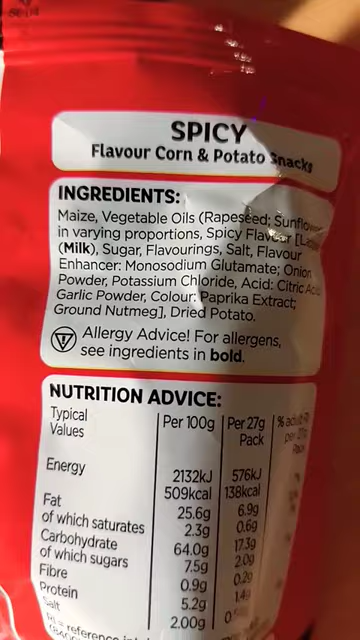 SPICY
Flavour Corn & Potato Snacks
INGREDIENTS:
Maize, Vegetable Oils (Rapeseed; Sunflower
in varying proportions, Spicy Flavour
(Milk), Sugar, Flavourings, Salt, Flavour
Enhancer: Monosodium Glutamate; Onion
Powder, Potassium Chloride, Acid: Citric Acid
Garlic Powder, Colour: Paprika Extract;
Ground Nutmeg], Dried Potato.
Allergy Advice! For allergens,
see ingredients in bold.
NUTRITION ADVICE:
Typical Values Per 100g Per 27g Pack % adult RI per 27g Pack
Energy 2132kJ 576kJ
509kcal 138kcal
Fat 25.6g 6.9g
of which saturates 2.3g 0.6g
Carbohydrate 64.0g 17.3g
of which sugars 7.5g 2.0g
Fibre 0.9g 0.2g
Protein 5.2g 1.4g
Salt 2.00g